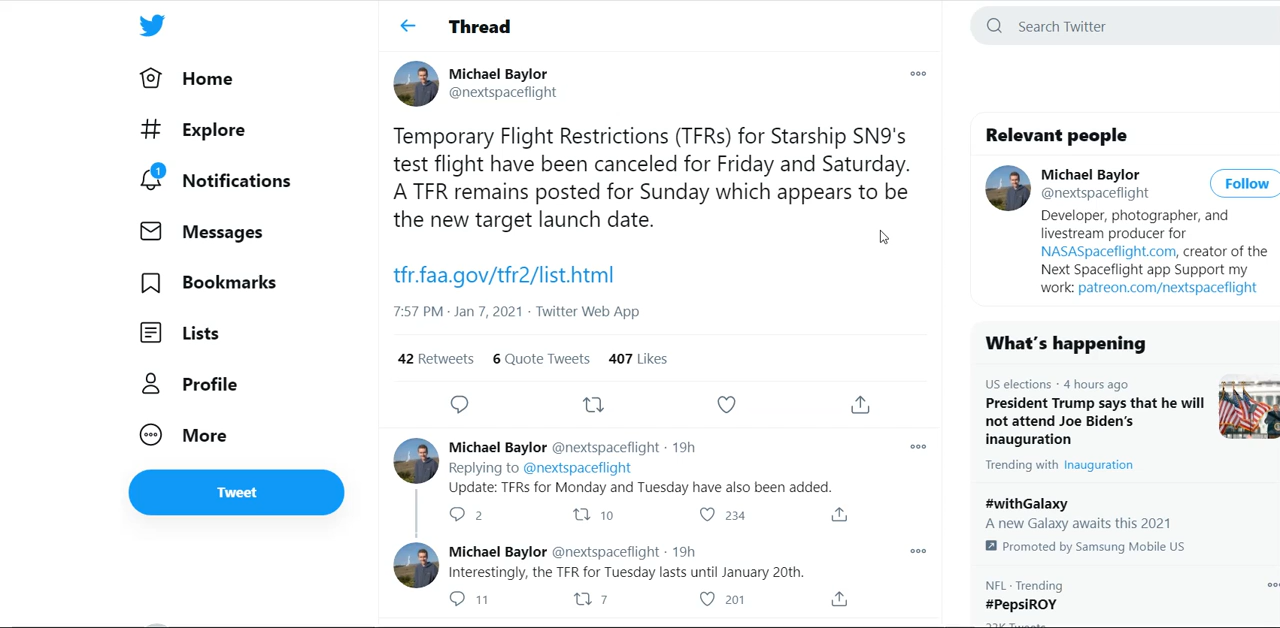 Home
Explore
1
Notifications
Messages
Bookmarks
Lists
Profile
More
Tweet
Thread
Michael Baylor
@nextspaceflight
Temporary Flight Restrictions (TFRs) for Starship SN9's
test flight have been canceled for Friday and Saturday.
A TFR remains posted for Sunday which appears to be
the new target launch date.
tfr.faa.gov/tfr2/list.html
7:57 PM · Jan 7, 2021 · Twitter Web App
42 Retweets 6 Quote Tweets 407 Likes
Michael Baylor @nextspaceflight · 19h
Replying to @nextspaceflight
Update: TFRs for Monday and Tuesday have also been added.
2 10 234
Michael Baylor @nextspaceflight · 19h
Interestingly, the TFR for Tuesday lasts until January 20th.
11 7 201
Search Twitter
Relevant people
Michael Baylor
@nextspaceflight
Follow
Developer, photographer, and
livestream producer for
NASASpaceflight.com, creator of the
Next Spaceflight app Support my
work: patreon.com/nextspaceflight
What's happening
US elections · 4 hours ago
President Trump says that he will
not attend Joe Biden's
inauguration
Trending with Inauguration
#withGalaxy
A new Galaxy awaits this 2021
Promoted by Samsung Mobile US
NFL · Trending
#PepsiROY